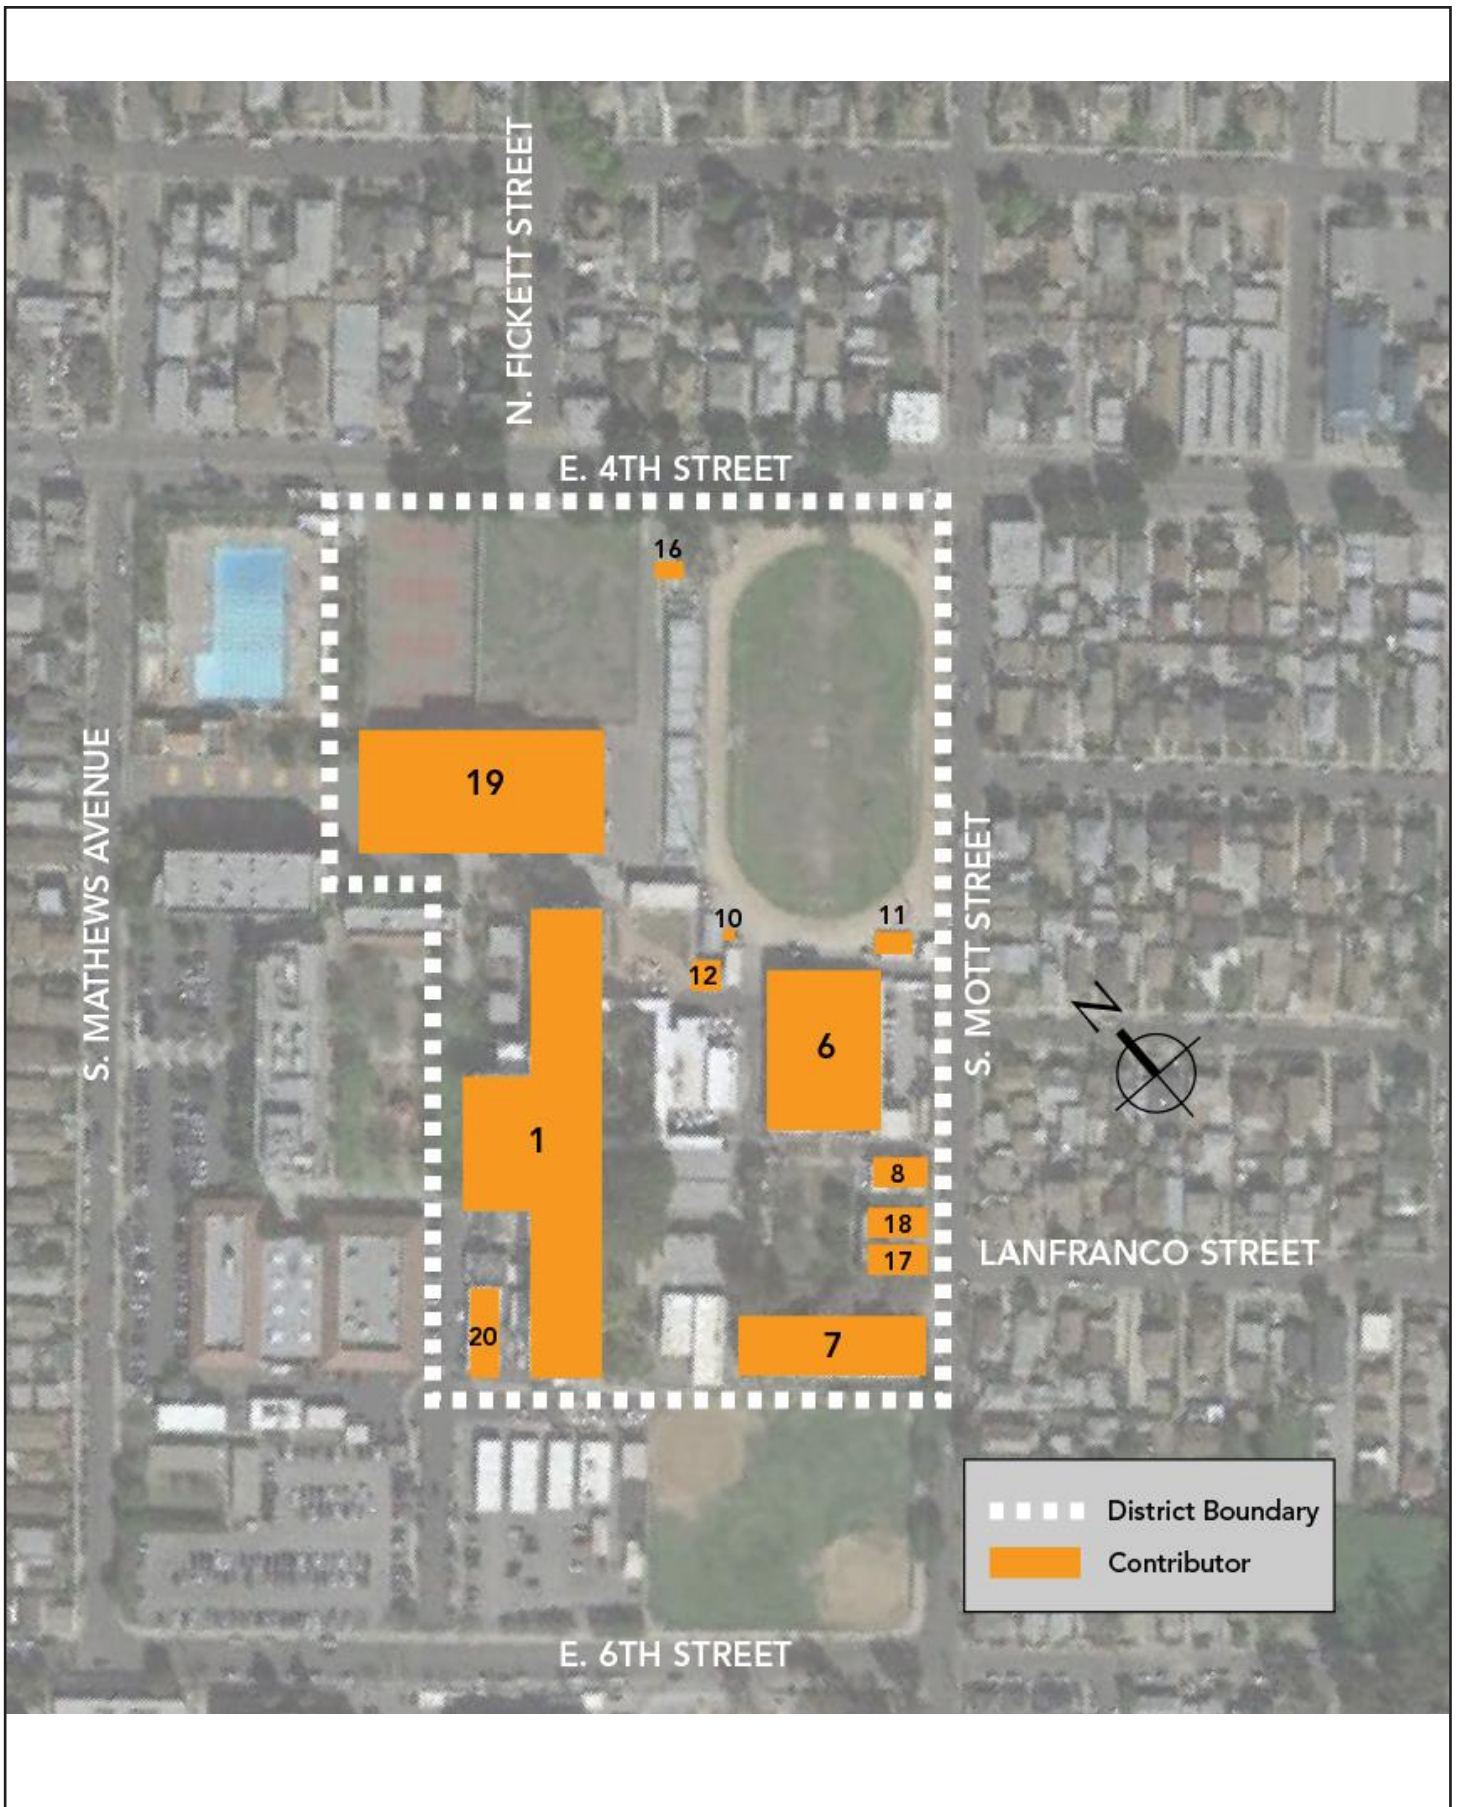 N. FICKETT STREET
E. 4TH STREET
16
19
S. MATHEWS AVENUE
S. MOTT STREET
10
11
12
6
N
1
8
18
17
LANFRANCO STREET
20
7
District Boundary
Contributor
E. 6TH STREET